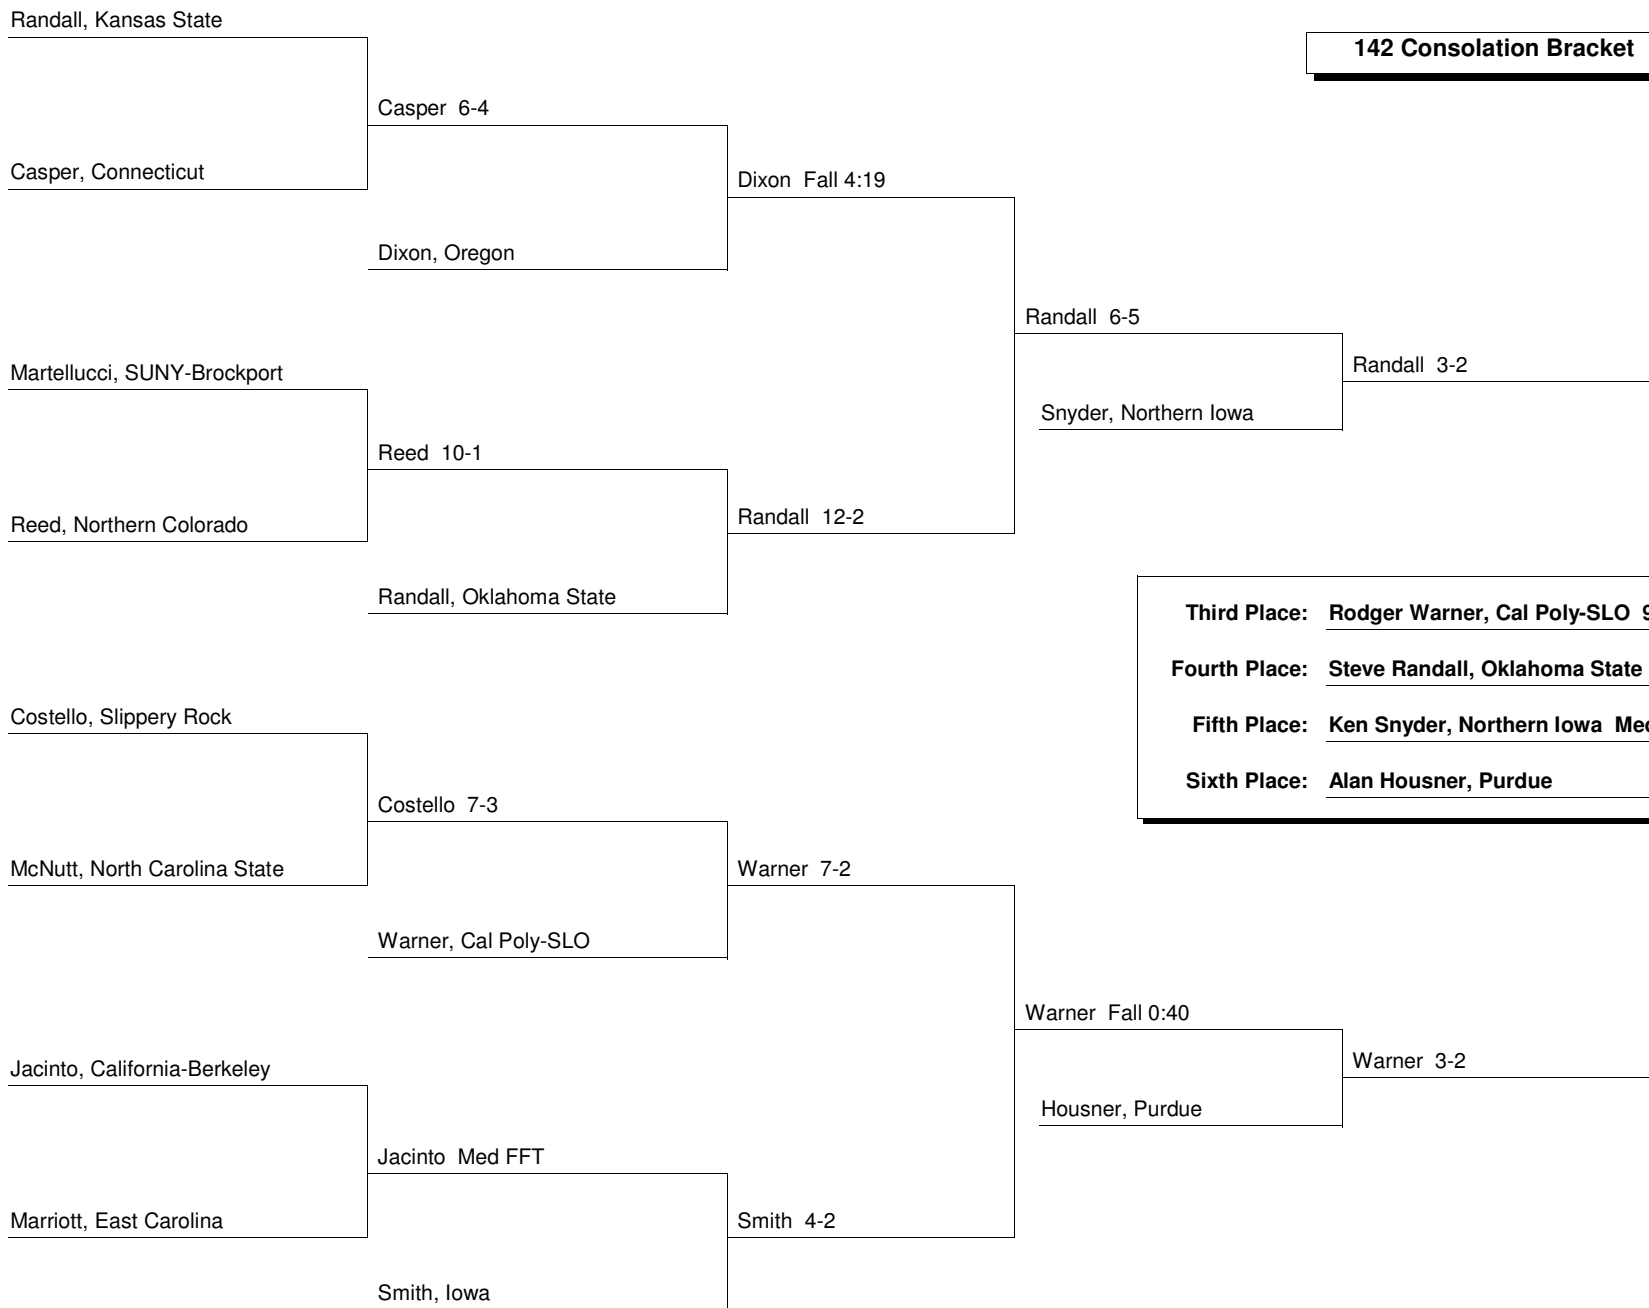 Randall, Kansas State
142 Consolation Bracket
Casper 6-4
Casper, Connecticut
Dixon Fall 4:19
Dixon, Oregon
Randall 6-5
Randall 3-2
Martellucci, SUNY-Brockport
Snyder, Northern Iowa
Reed 10-1
Reed, Northern Colorado
Randall 12-2
Randall, Oklahoma State
Third Place: Rodger Warner, Cal Poly-SLO 9
Fourth Place: Steve Randall, Oklahoma State
Costello, Slippery Rock
Fifth Place: Ken Snyder, Northern Iowa Med
Sixth Place: Alan Housner, Purdue
Costello 7-3
McNutt, North Carolina State
Warner 7-2
Warner, Cal Poly-SLO
Warner Fall 0:40
Warner 3-2
Jacinto, California-Berkeley
Housner, Purdue
Jacinto Med FFT
Marriott, East Carolina
Smith 4-2
Smith, Iowa